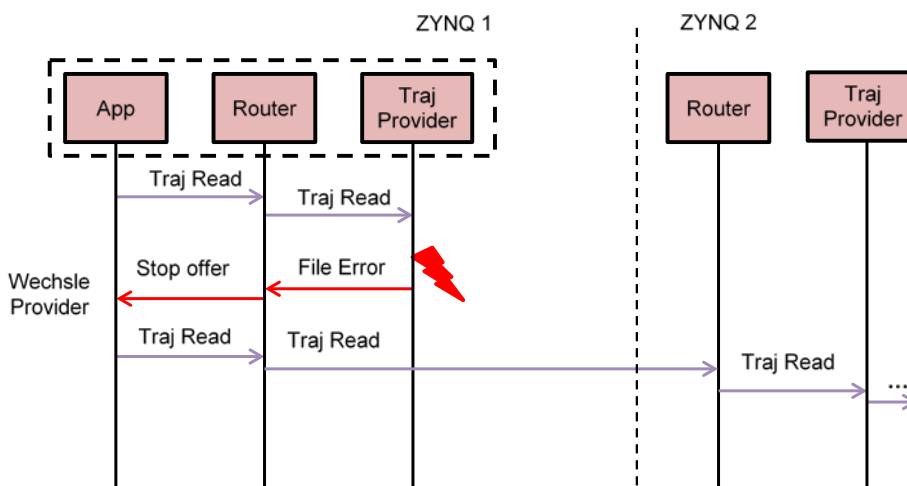 ZYNQ 1
ZYNQ 2
App
Router
Traj
Provider
Router
Traj
Provider
Traj Read
Traj Read
Stop offer
File Error
Wechsle
Provider
Traj Read
Traj Read
Traj Read
...